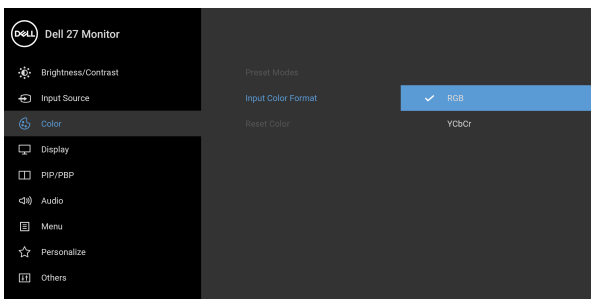 DELL Dell 27 Monitor
Brightness/Contrast Preset Modes
Input Source Input Color Format RGB
Color Reset Color YCbCr
Display
PIP/PBP
Audio
Menu
Personalize
Others